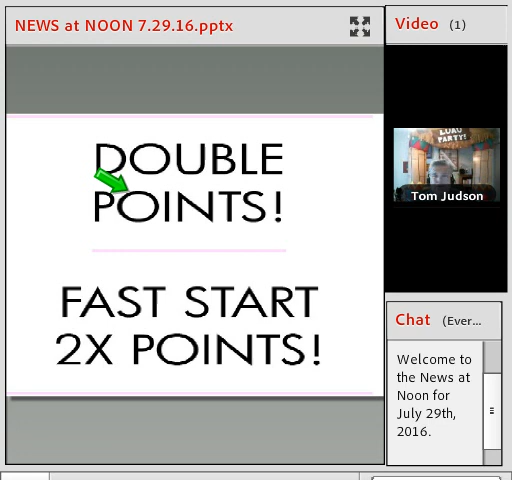 NEWS at NOON 7.29.16.pptx
DOUBLE
POINTS!
FAST START
2X POINTS!
Video (1)
LUAU
PARTY!
Tom Judson
Chat (Ever...
Welcome to
the News at
Noon for
July 29th,
2016.